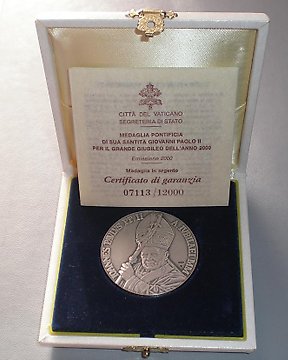 CITTÀ DEL VATICANO
SEGRETERIA DI STATO
MEDAGLIA PONTIFICIA
DI SUA SANTITÀ GIOVANNI PAOLO II
PER IL GRANDE GIUBILEO DELL'ANNO 2000
Emissione 2000
Medaglia in argento
Certificato di garanzia
07113/12000